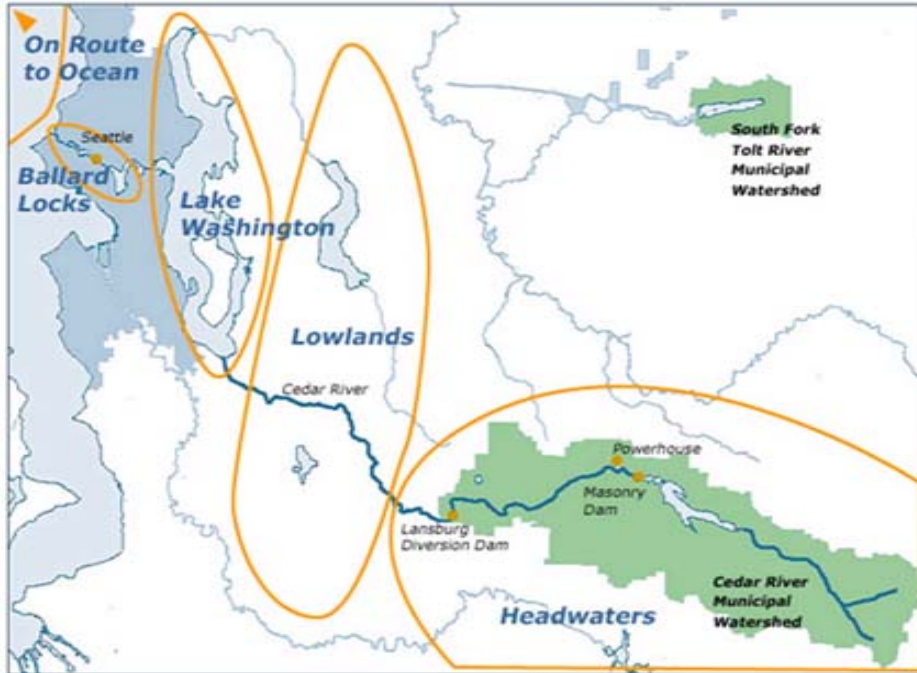 On Route
to Ocean
Seattle
Ballard
Locks
Lake
Washington
South Fork
Tolt River
Municipal
Watershed
Lowlands
Cedar River
Powerhouse
Masonry
Dam
Lansburg
Diversion Dam
Cedar River
Municipal
Watershed
Headwaters